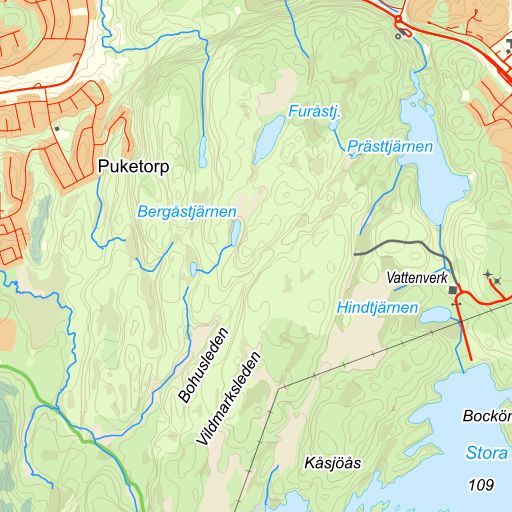 Furåstj.
Prästtjärnen
Puketorp
Bergåstjärnen
Vattenverk
Hindtjärnen
Bohusleden
Vildmarksleden
Bockör
Stora
Kåsjöås
109